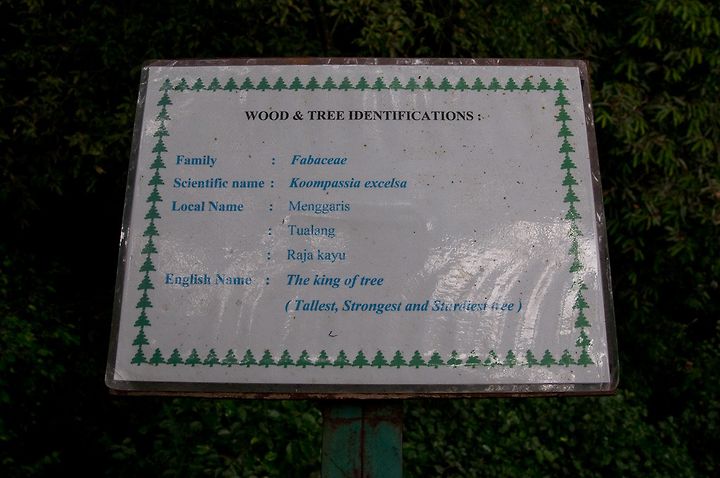 WOOD & TREE IDENTIFICATIONS :
Family : Fabaceae
Scientific name : Koompassia excelsa
Local Name : Menggaris
: Tualang
: Raja kayu
English Name : The king of tree
( Tallest, Strongest and Sturdiest tree )